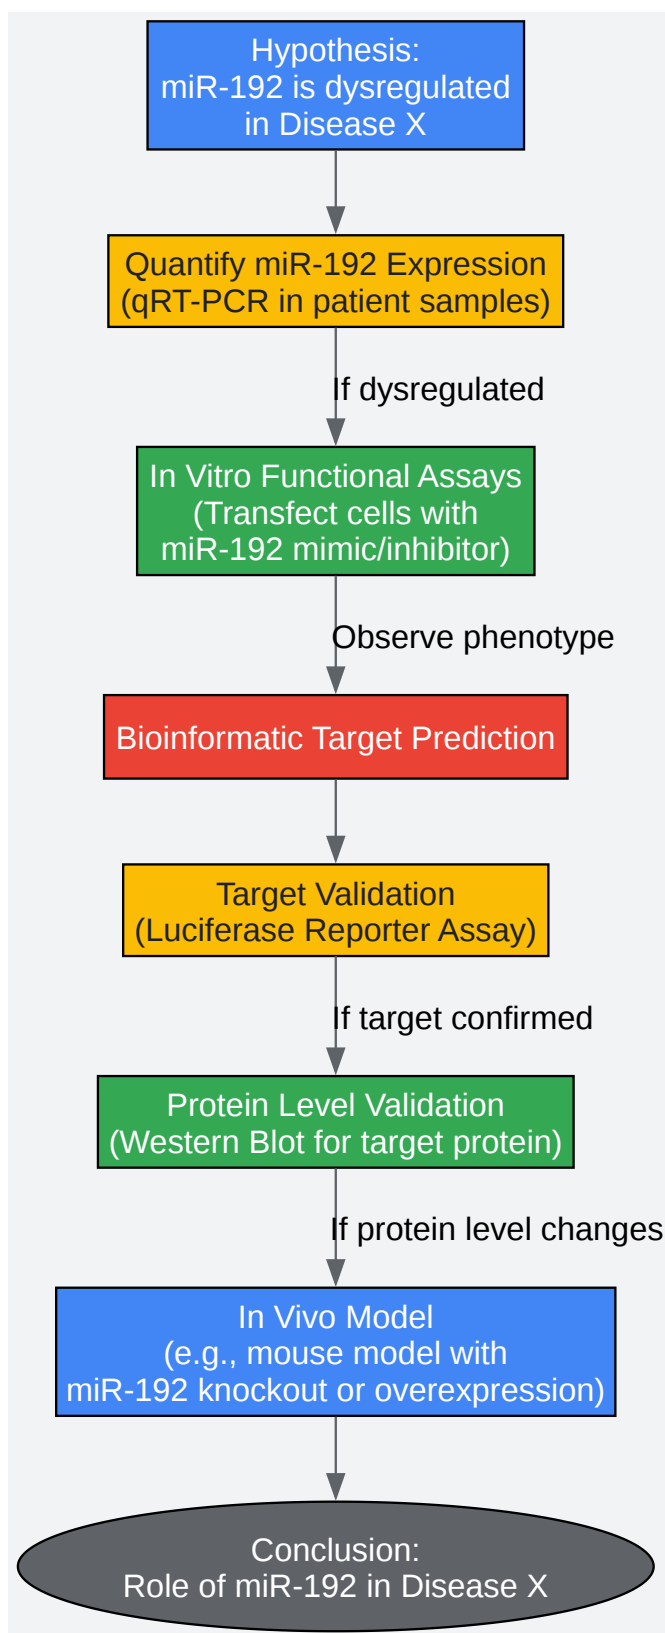 Hypothesis:
miR-192 is dysregulated
in Disease X
Quantify miR-192 Expression
(qRT-PCR in patient samples)
If dysregulated
In Vitro Functional Assays
(Transfect cells with
miR-192 mimic/inhibitor)
Observe phenotype
Bioinformatic Target Prediction
Target Validation
(Luciferase Reporter Assay)
If target confirmed
Protein Level Validation
(Western Blot for target protein)
If protein level changes
In Vivo Model
(e.g., mouse model with
miR-192 knockout or overexpression)
Conclusion:
Role of miR-192 in Disease X